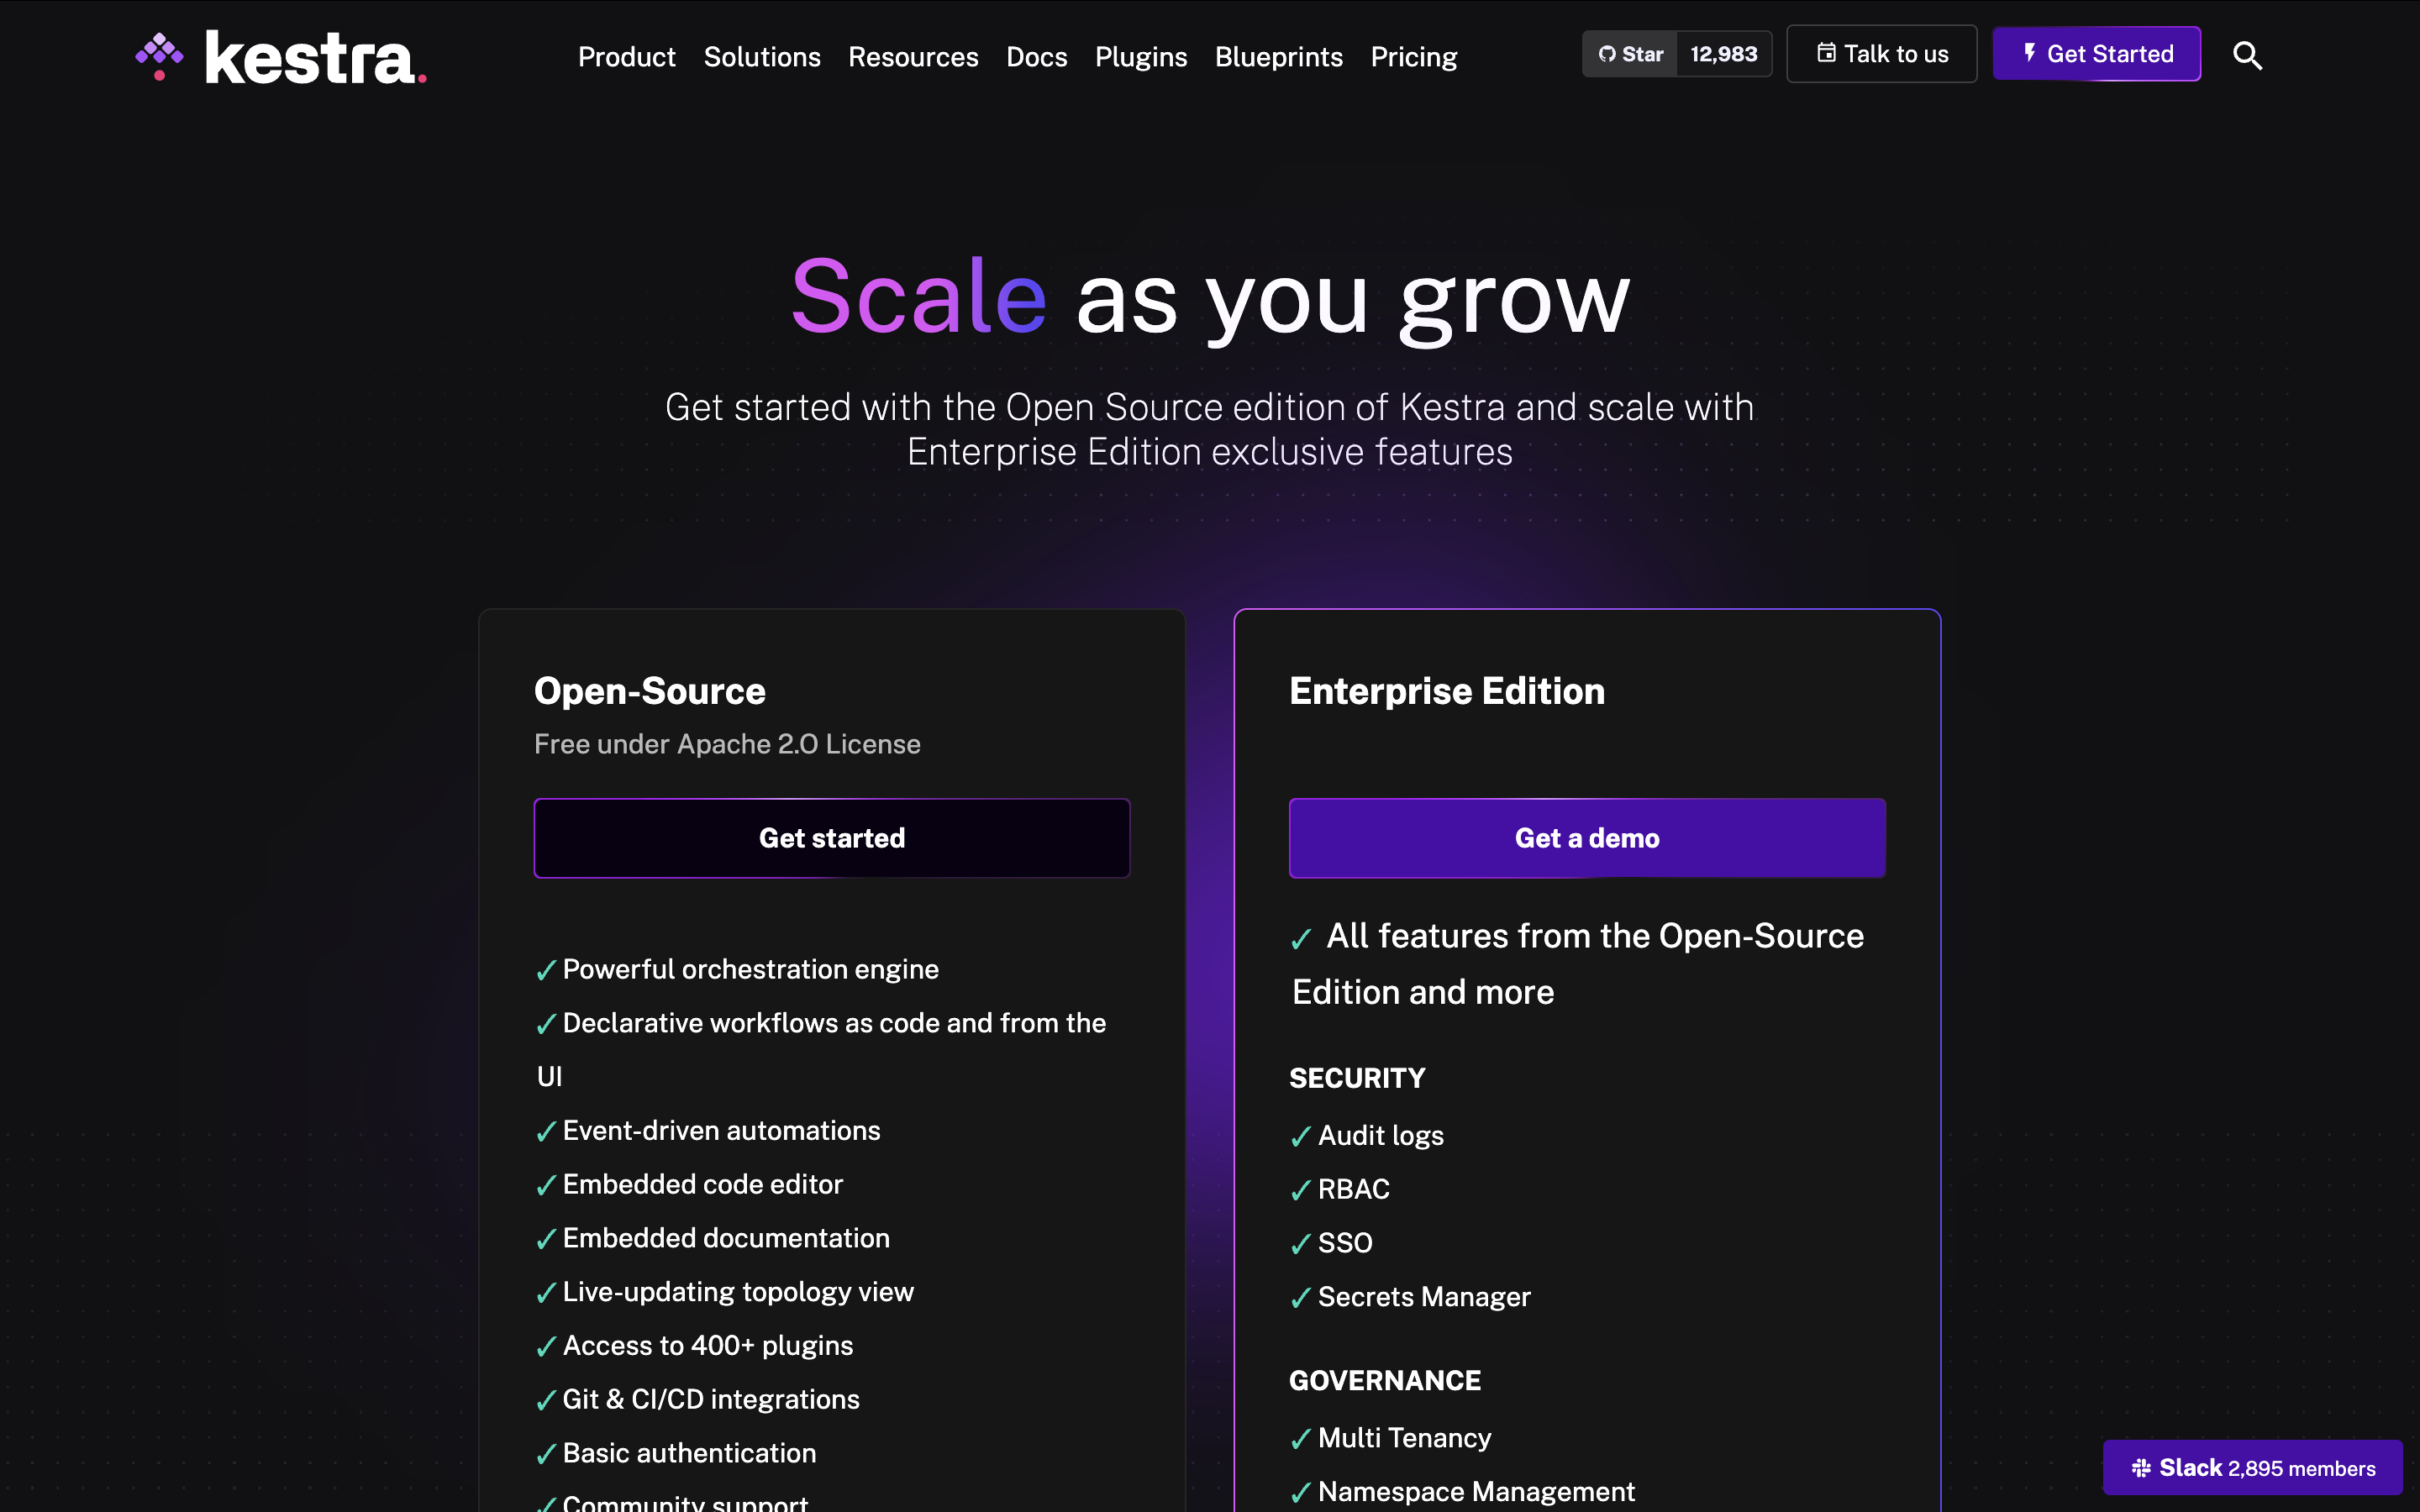 kestra.
Product Solutions Resources Docs Plugins Blueprints Pricing
Star 12,983
Talk to us
Get Started
Scale as you grow
Get started with the Open Source edition of Kestra and scale with
Enterprise Edition exclusive features
Open-Source
Free under Apache 2.0 License
Get started
✓ Powerful orchestration engine
✓ Declarative workflows as code and from the
UI
✓ Event-driven automations
✓ Embedded code editor
✓ Embedded documentation
✓ Live-updating topology view
✓ Access to 400+ plugins
✓ Git & CI/CD integrations
✓ Basic authentication
✓ Community support
Enterprise Edition
Get a demo
✓ All features from the Open-Source
Edition and more
SECURITY
✓ Audit logs
✓ RBAC
✓ SSO
✓ Secrets Manager
GOVERNANCE
✓ Multi Tenancy
✓ Namespace Management
Slack 2,895 members